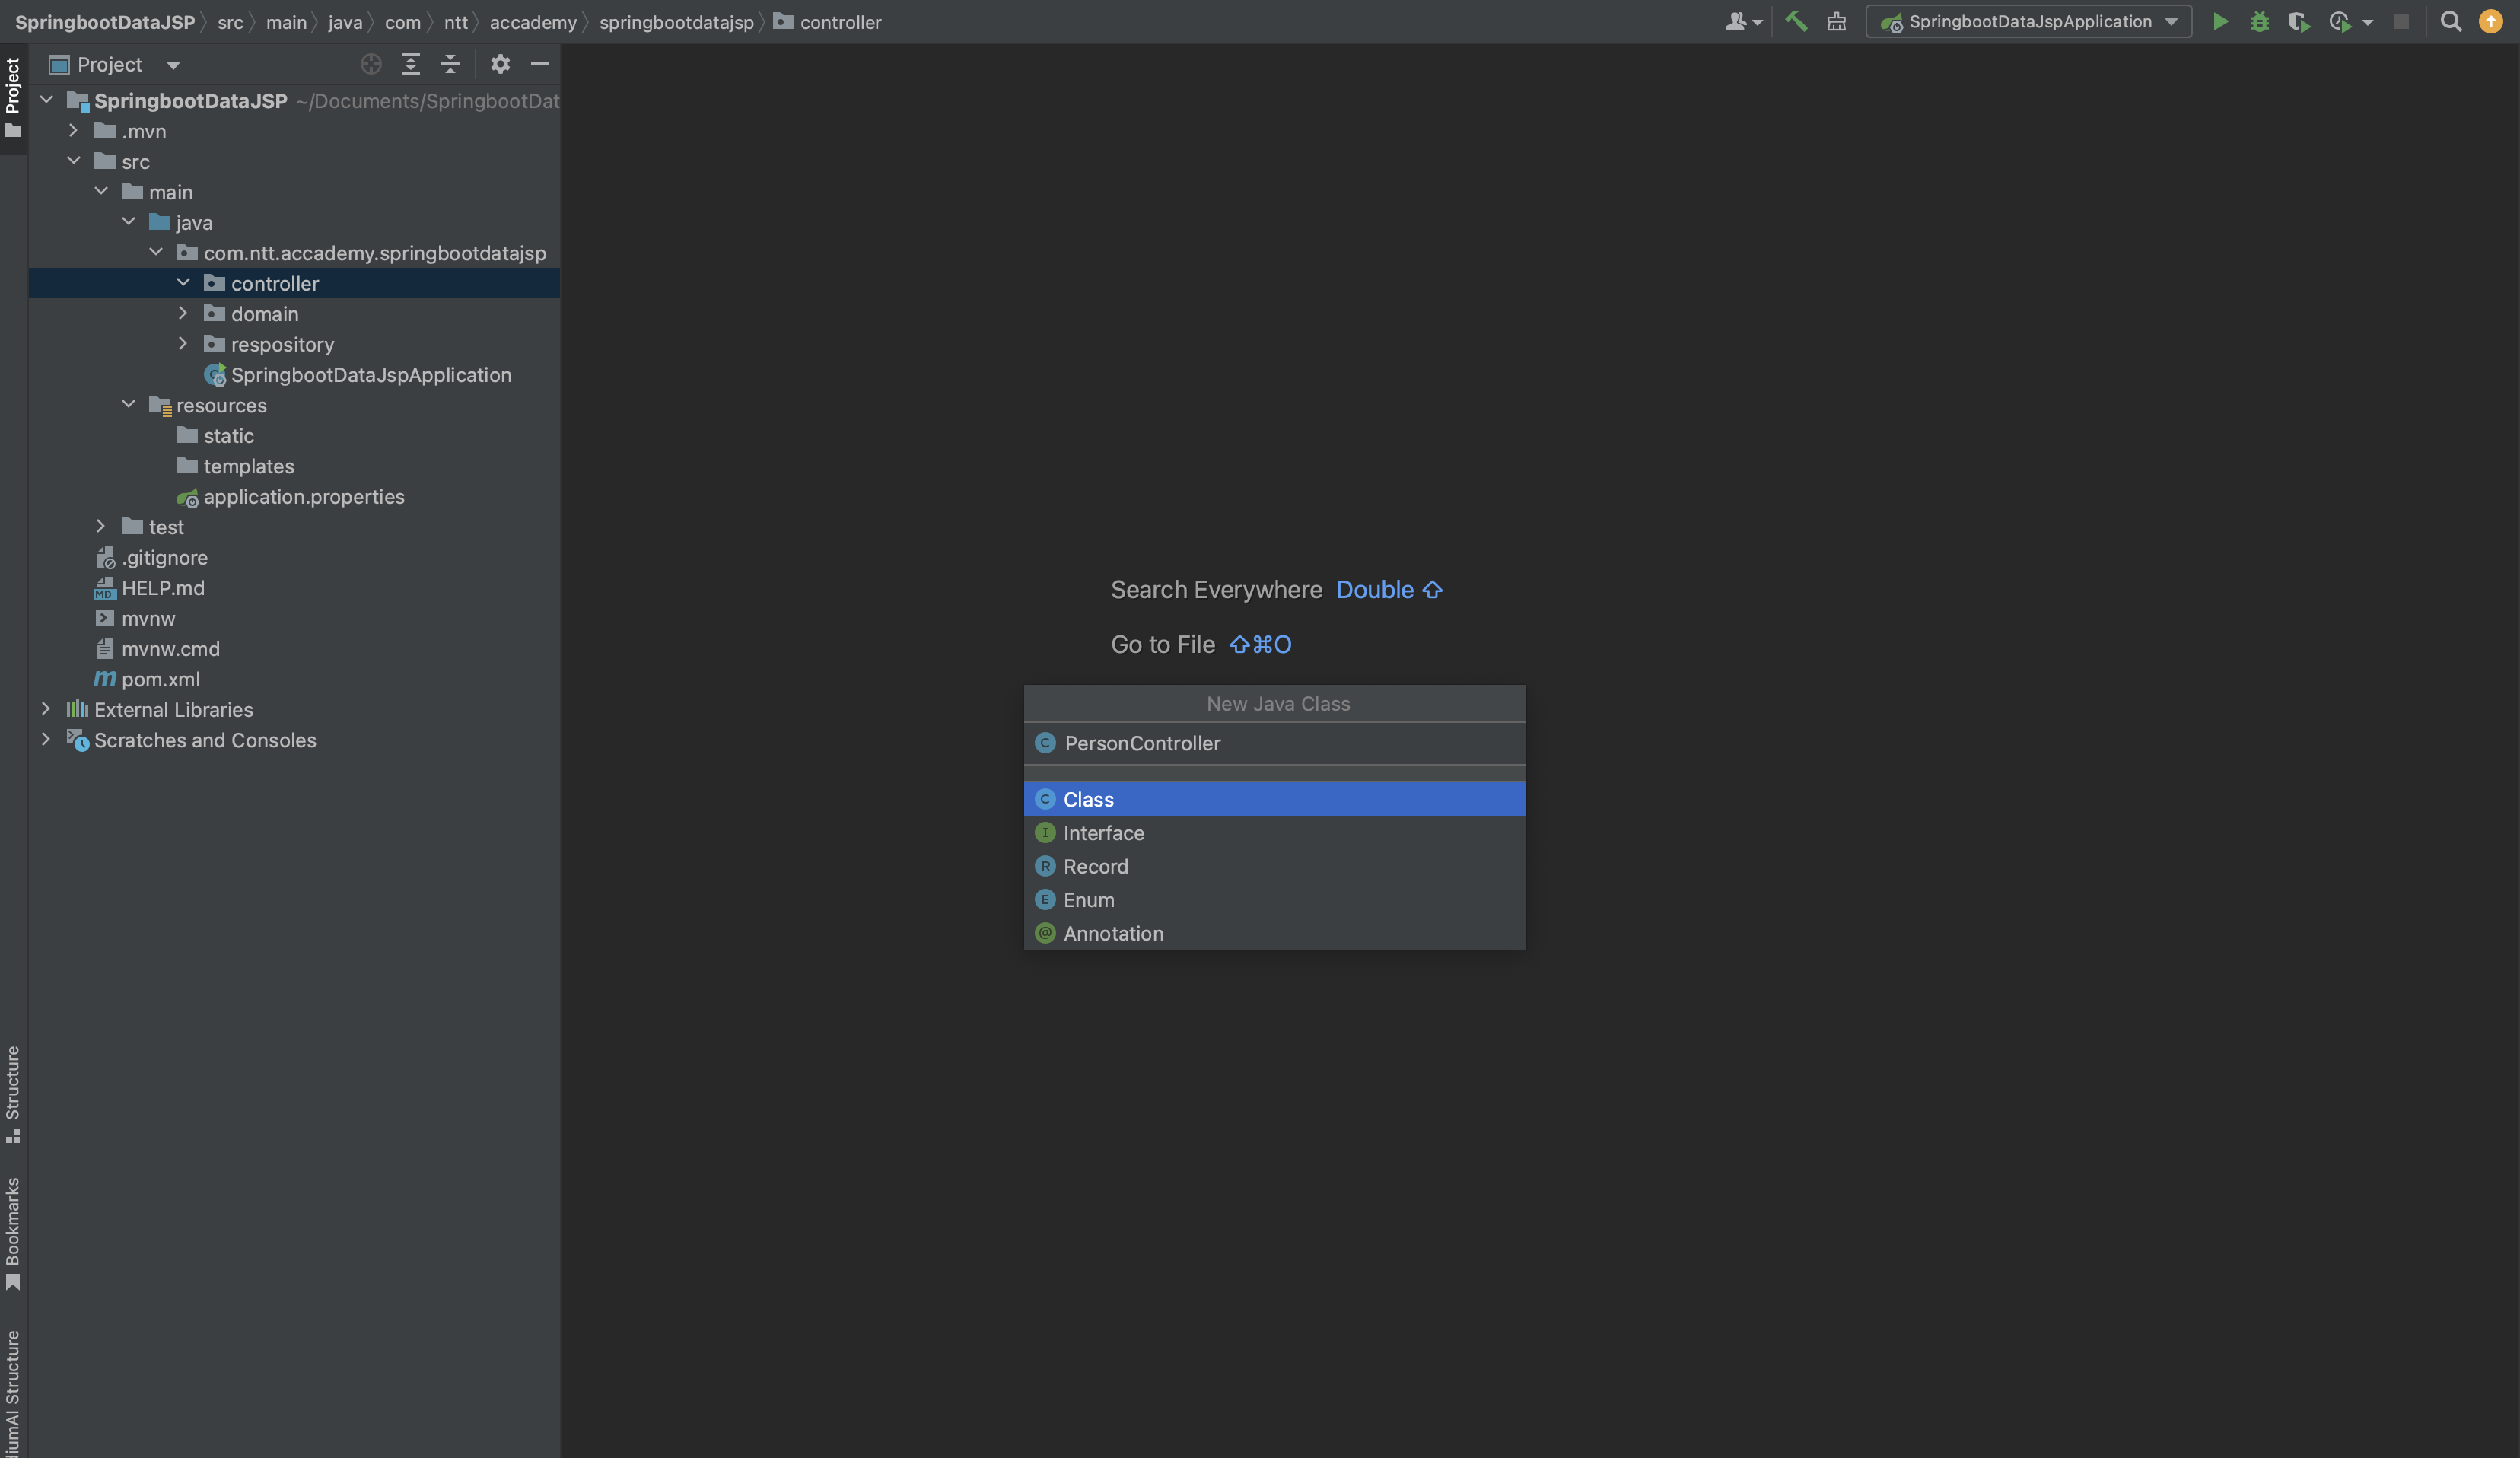 SpringbootDataJSP src main java com ntt accademy springbootdatajsp controller
SpringbootDataJspApplication
Project
Project
SpringbootDataJSP ~/Documents/SpringbootDat
.mvn
src
main
java
com.ntt.accademy.springbootdatajsp
controller
domain
respository
SpringbootDataJspApplication
resources
static
templates
application.properties
test
.gitignore
MD HELP.md
mvnw
mvnw.cmd
m pom.xml
External Libraries
Scratches and Consoles
Search Everywhere Double ⇧
Go to File ⇧⌘O
New Java Class
C PersonController
C Class
I Interface
R Record
E Enum
@ Annotation
Structure
Bookmarks
diumAI Structure